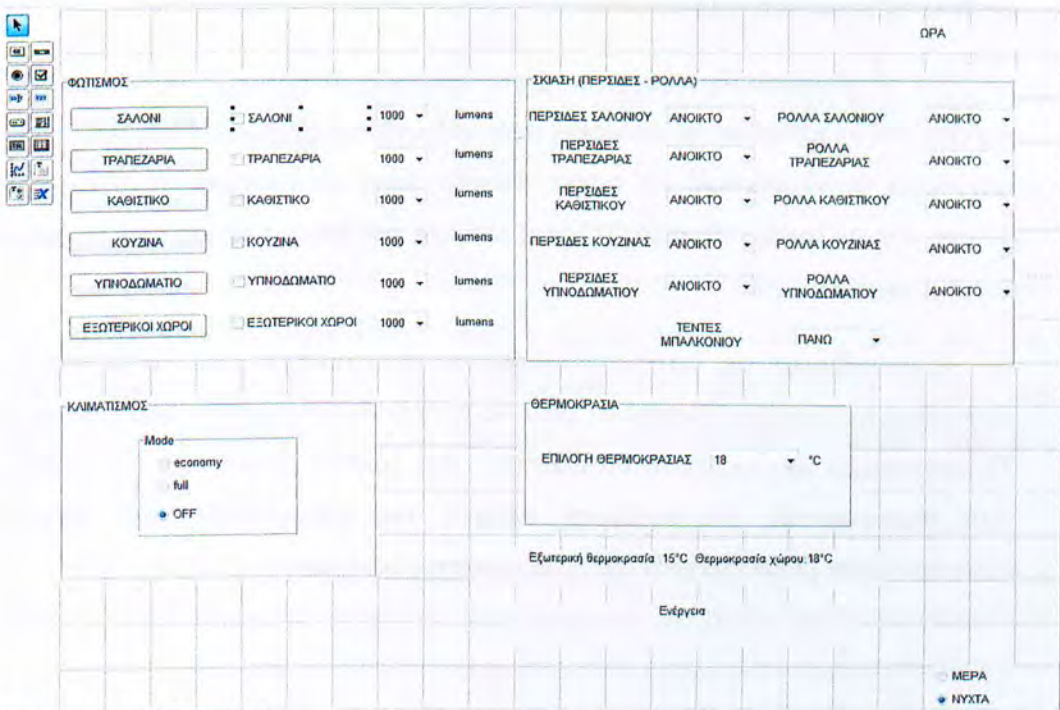 ΩΡΑ
ΦΩΤΙΣΜΟΣ
ΣΑΛΟΝΙ ΣΑΛΟΝΙ 1000 lumens
ΤΡΑΠΕΖΑΡΙΑ ΤΡΑΠΕΖΑΡΙΑ 1000 lumens
ΚΑΘΙΣΤΙΚΟ ΚΑΘΙΣΤΙΚΟ 1000 lumens
ΚΟΥΖΙΝΑ ΚΟΥΖΙΝΑ 1000 lumens
ΥΠΝΟΔΩΜΑΤΙΟ ΥΠΝΟΔΩΜΑΤΙΟ 1000 lumens
ΕΞΩΤΕΡΙΚΟΙ ΧΩΡΟΙ ΕΞΩΤΕΡΙΚΟΙ ΧΩΡΟΙ 1000 lumens
ΣΚΙΑΣΗ (ΠΕΡΣΙΔΕΣ - ΡΟΛΛΑ)
ΠΕΡΣΙΔΕΣ ΣΑΛΟΝΙΟΥ ΑΝΟΙΚΤΟ ΡΟΛΛΑ ΣΑΛΟΝΙΟΥ ΑΝΟΙΚΤΟ
ΠΕΡΣΙΔΕΣ
ΤΡΑΠΕΖΑΡΙΑΣ ΑΝΟΙΚΤΟ
ΡΟΛΛΑ
ΤΡΑΠΕΖΑΡΙΑΣ ΑΝΟΙΚΤΟ
ΠΕΡΣΙΔΕΣ
ΚΑΘΙΣΤΙΚΟΥ ΑΝΟΙΚΤΟ ΡΟΛΛΑ ΚΑΘΙΣΤΙΚΟΥ ΑΝΟΙΚΤΟ
ΠΕΡΣΙΔΕΣ ΚΟΥΖΙΝΑΣ ΑΝΟΙΚΤΟ ΡΟΛΛΑ ΚΟΥΖΙΝΑΣ ΑΝΟΙΚΤΟ
ΠΕΡΣΙΔΕΣ
ΥΠΝΟΔΩΜΑΤΙΟΥ ΑΝΟΙΚΤΟ
ΡΟΛΛΑ
ΥΠΝΟΔΩΜΑΤΙΟΥ ΑΝΟΙΚΤΟ
ΤΕΝΤΕΣ
ΜΠΑΛΚΟΝΙΟΥ ΠΑΝΩ
ΚΛΙΜΑΤΙΣΜΟΣ
Mode
economy
full
OFF
ΘΕΡΜΟΚΡΑΣΙΑ
ΕΠΙΛΟΓΗ ΘΕΡΜΟΚΡΑΣΙΑΣ 18 °C
Εξωτερική θερμοκρασία :15°C Θερμοκρασία χώρου:18°C
Ενέργεια
ΜΕΡΑ
ΝΥΧΤΑ